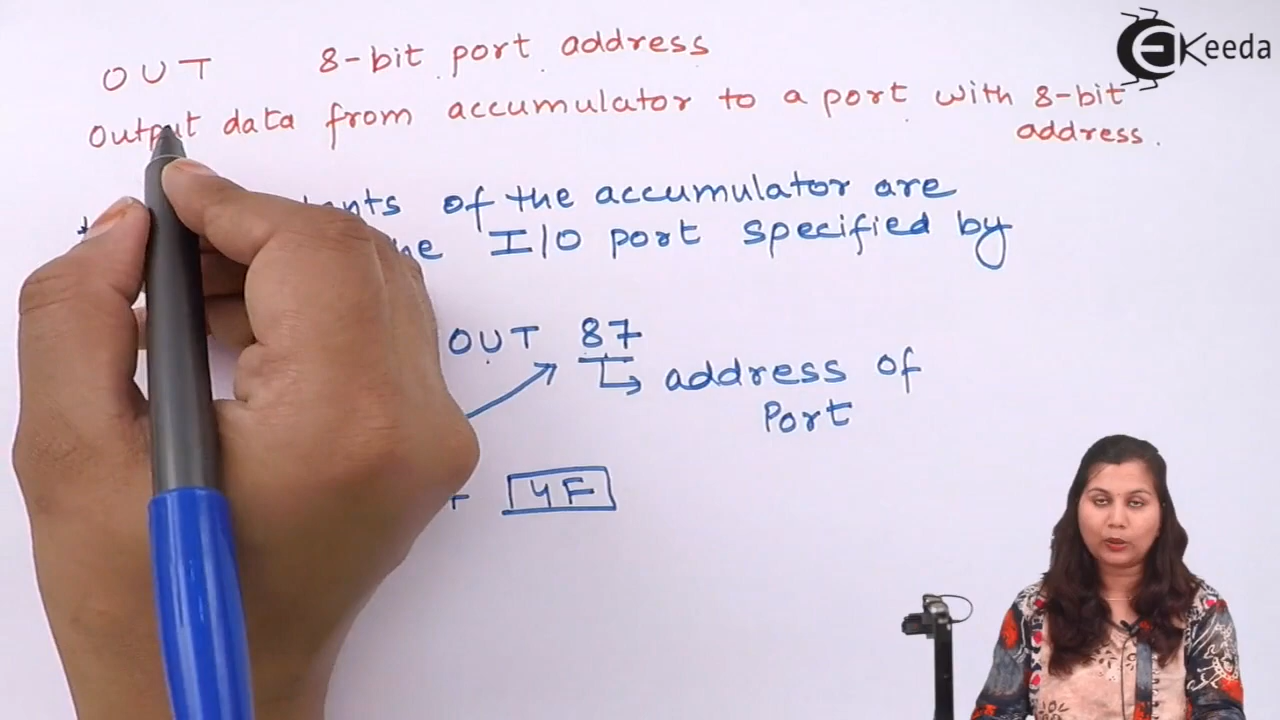 OUT 8-bit port address
Output data from accumulator to a port with 8-bit
address.
of the accumulator are
I/O port specified by
OUT 87
address of
Port
4F
EKeeda